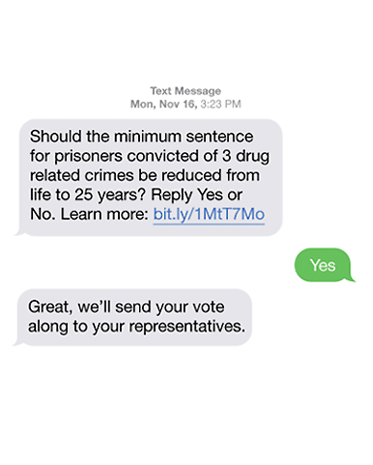 Text Message
Mon, Nov 16, 3:23 PM
Should the minimum sentence
for prisoners convicted of 3 drug
related crimes be reduced from
life to 25 years? Reply Yes or
No. Learn more: bit.ly/1MtT7Mo
Yes
Great, we’ll send your vote
along to your representatives.